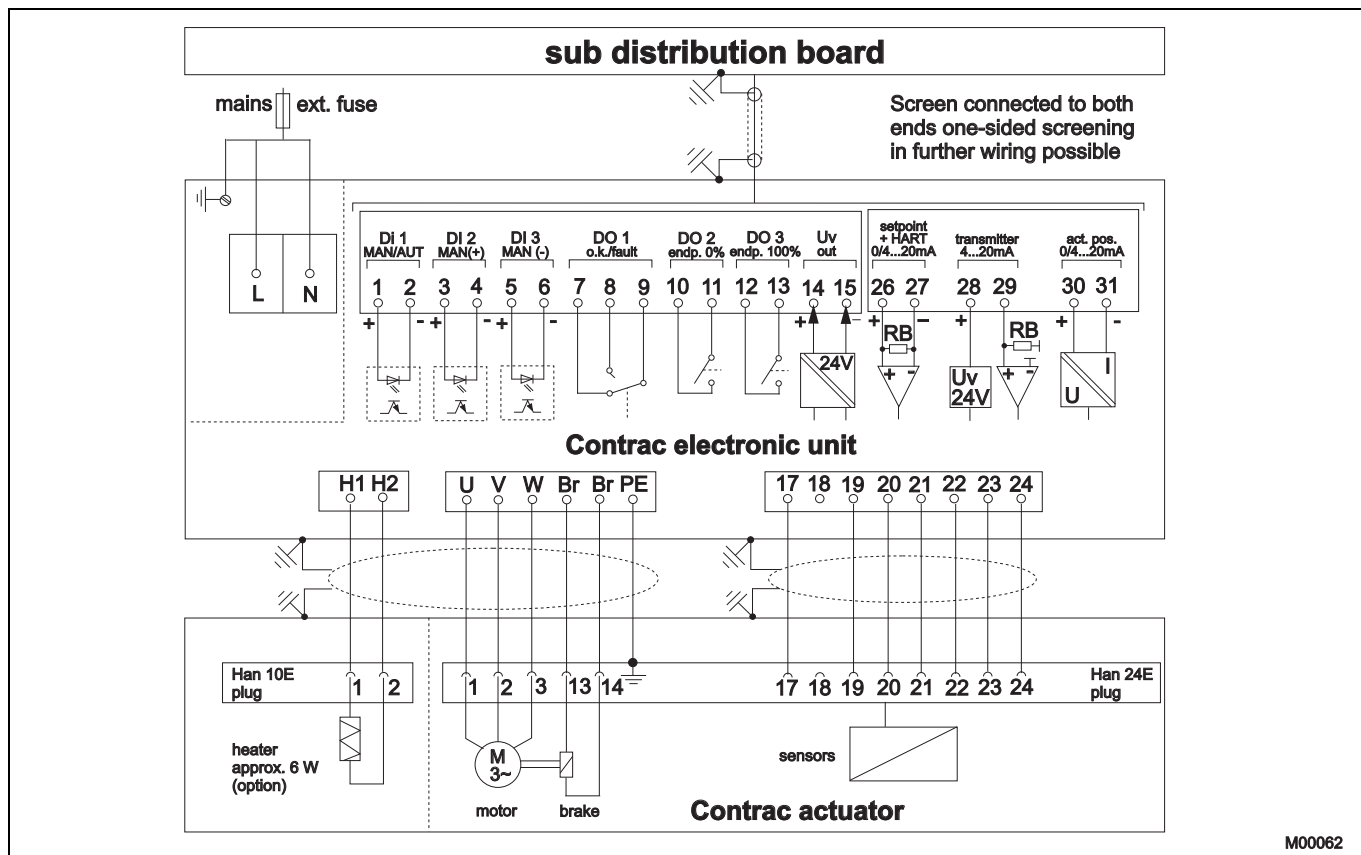 sub distribution board
mains ext. fuse
Screen connected to both
ends one-sided screening
in further wiring possible
Di 1 DI 2 DI 3 DO 1 DO 2 DO 3 Uv
MAN/AUT MAN(+) MAN (-) o.k./fault endp. 0% endp. 100% out
setpoint
+ HART
0/4...20mA
transmitter
4...20mA
act. pos.
0/4...20mA
L N
1 2 3 4 5 6 7 8 9 10 11 12 13 14 15 26 27 28 29 30 31
+ - + - + - + – + – + + -
RB RB
24V
+ -
Uv
24V
+ -
I
U
Contrac electronic unit
H1 H2 U V W Br Br PE 17 18 19 20 21 22 23 24
Han 10E
plug
1 2 1 2 3 13 14 17 18 19 20 21 22 23 24
Han 24E
plug
heater
approx. 6 W
(option)
M
3~
motor brake
sensors
Contrac actuator
M00062